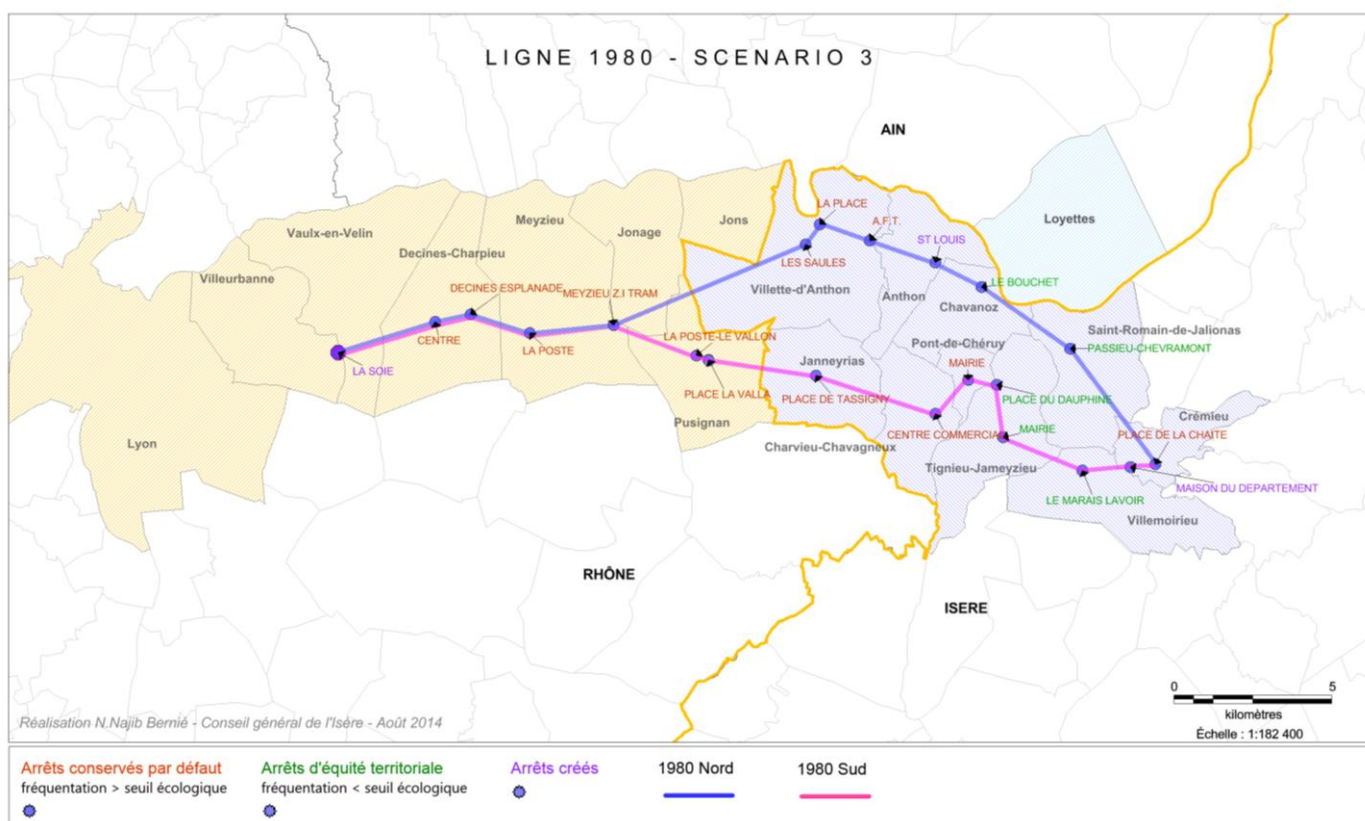 LIGNE 1980 - SCENARIO 3
AIN
LA PLACE
A.F.T.
Loyettes
Meyzieu
Jons
Vaulx-en-Velin
Jonage
ST LOUIS
Decines-Charpieu
LES SAULES
Villeurbanne
LE BOUCHET
DECINES ESPLANADE
MEYZIEU Z.I TRAM
Villette-d'Anthon
Anthon
Chavanoz
Saint-Romain-de-Jalionas
CENTRE
LA POSTE
LA POSTE-LE VALLON
Pont-de-Chéruy
PASSIEU-CHEVRAMONT
LA SOIE
Janneyrias
MAIRIE
PLACE LA VALLA
PLACE DE TASSIGNY
PLACE DU DAUPHINE
Crémieu
Pusignan
MAIRIE
CENTRE COMMERCIAL
PLACE DE LA CHAITE
Lyon
Charvieu-Chavagneux
Tignieu-Jameyzieu
MAISON DU DEPARTEMENT
LE MARAIS LAVOIR
Villemoirieu
RHÔNE
ISERE
0 5
kilomètres
Échelle : 1:182 400
Réalisation N.Najib Bernié - Conseil général de l'Isère - Août 2014
Arrêts conservés par défaut
fréquentation > seuil écologique
Arrêts d'équité territoriale
fréquentation < seuil écologique
Arrêts créés
1980 Nord
1980 Sud